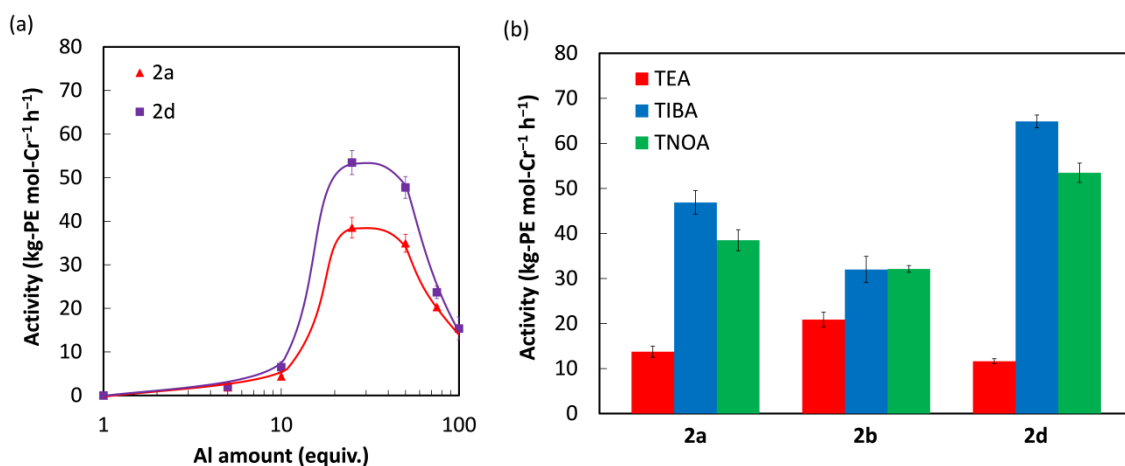 (a)
Activity (kg-PE mol-Cr⁻¹ h⁻¹)
80
70
60
50
40
30
20
10
0
2a
2d
1
10
100
Al amount (equiv.)
(b)
Activity (kg-PE mol-Cr⁻¹ h⁻¹)
80
70
60
50
40
30
20
10
0
TEA
TIBA
TNOA
2a
2b
2d